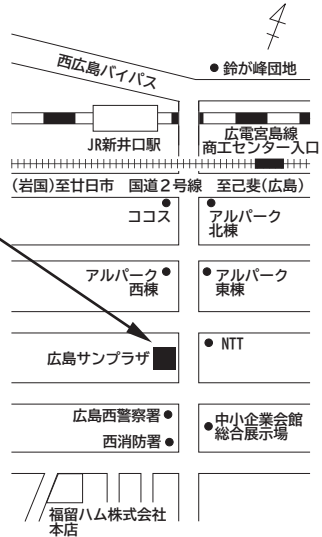 西広島バイパス
鈴が峰団地
JR新井口駅
広電宮島線
商工センター入口
(岩国)至廿日市 国道2号線 至己斐(広島)
ココス
アルパーク
北棟
アルパーク
西棟
アルパーク
東棟
広島サンプラザ
NTT
広島西警察署
西消防署
中小企業会館
総合展示場
福留ハム株式会社
本店